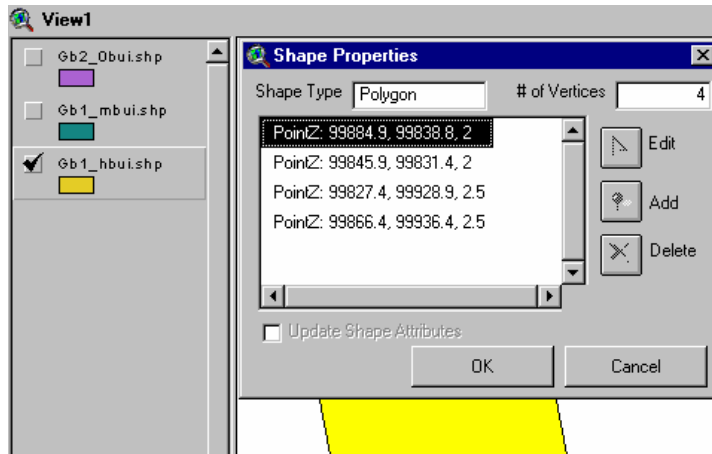 View1
Gb2_0bui.shp
Gb1_mbui.shp
Gb1_hbui.shp
Shape Properties
Shape Type Polygon # of Vertices 4
PointZ: 99884.9, 99838.8, 2
PointZ: 99845.9, 99831.4, 2
PointZ: 99827.4, 99928.9, 2.5
PointZ: 99866.4, 99936.4, 2.5
Edit
Add
Delete
Update Shape Attributes
OK Cancel